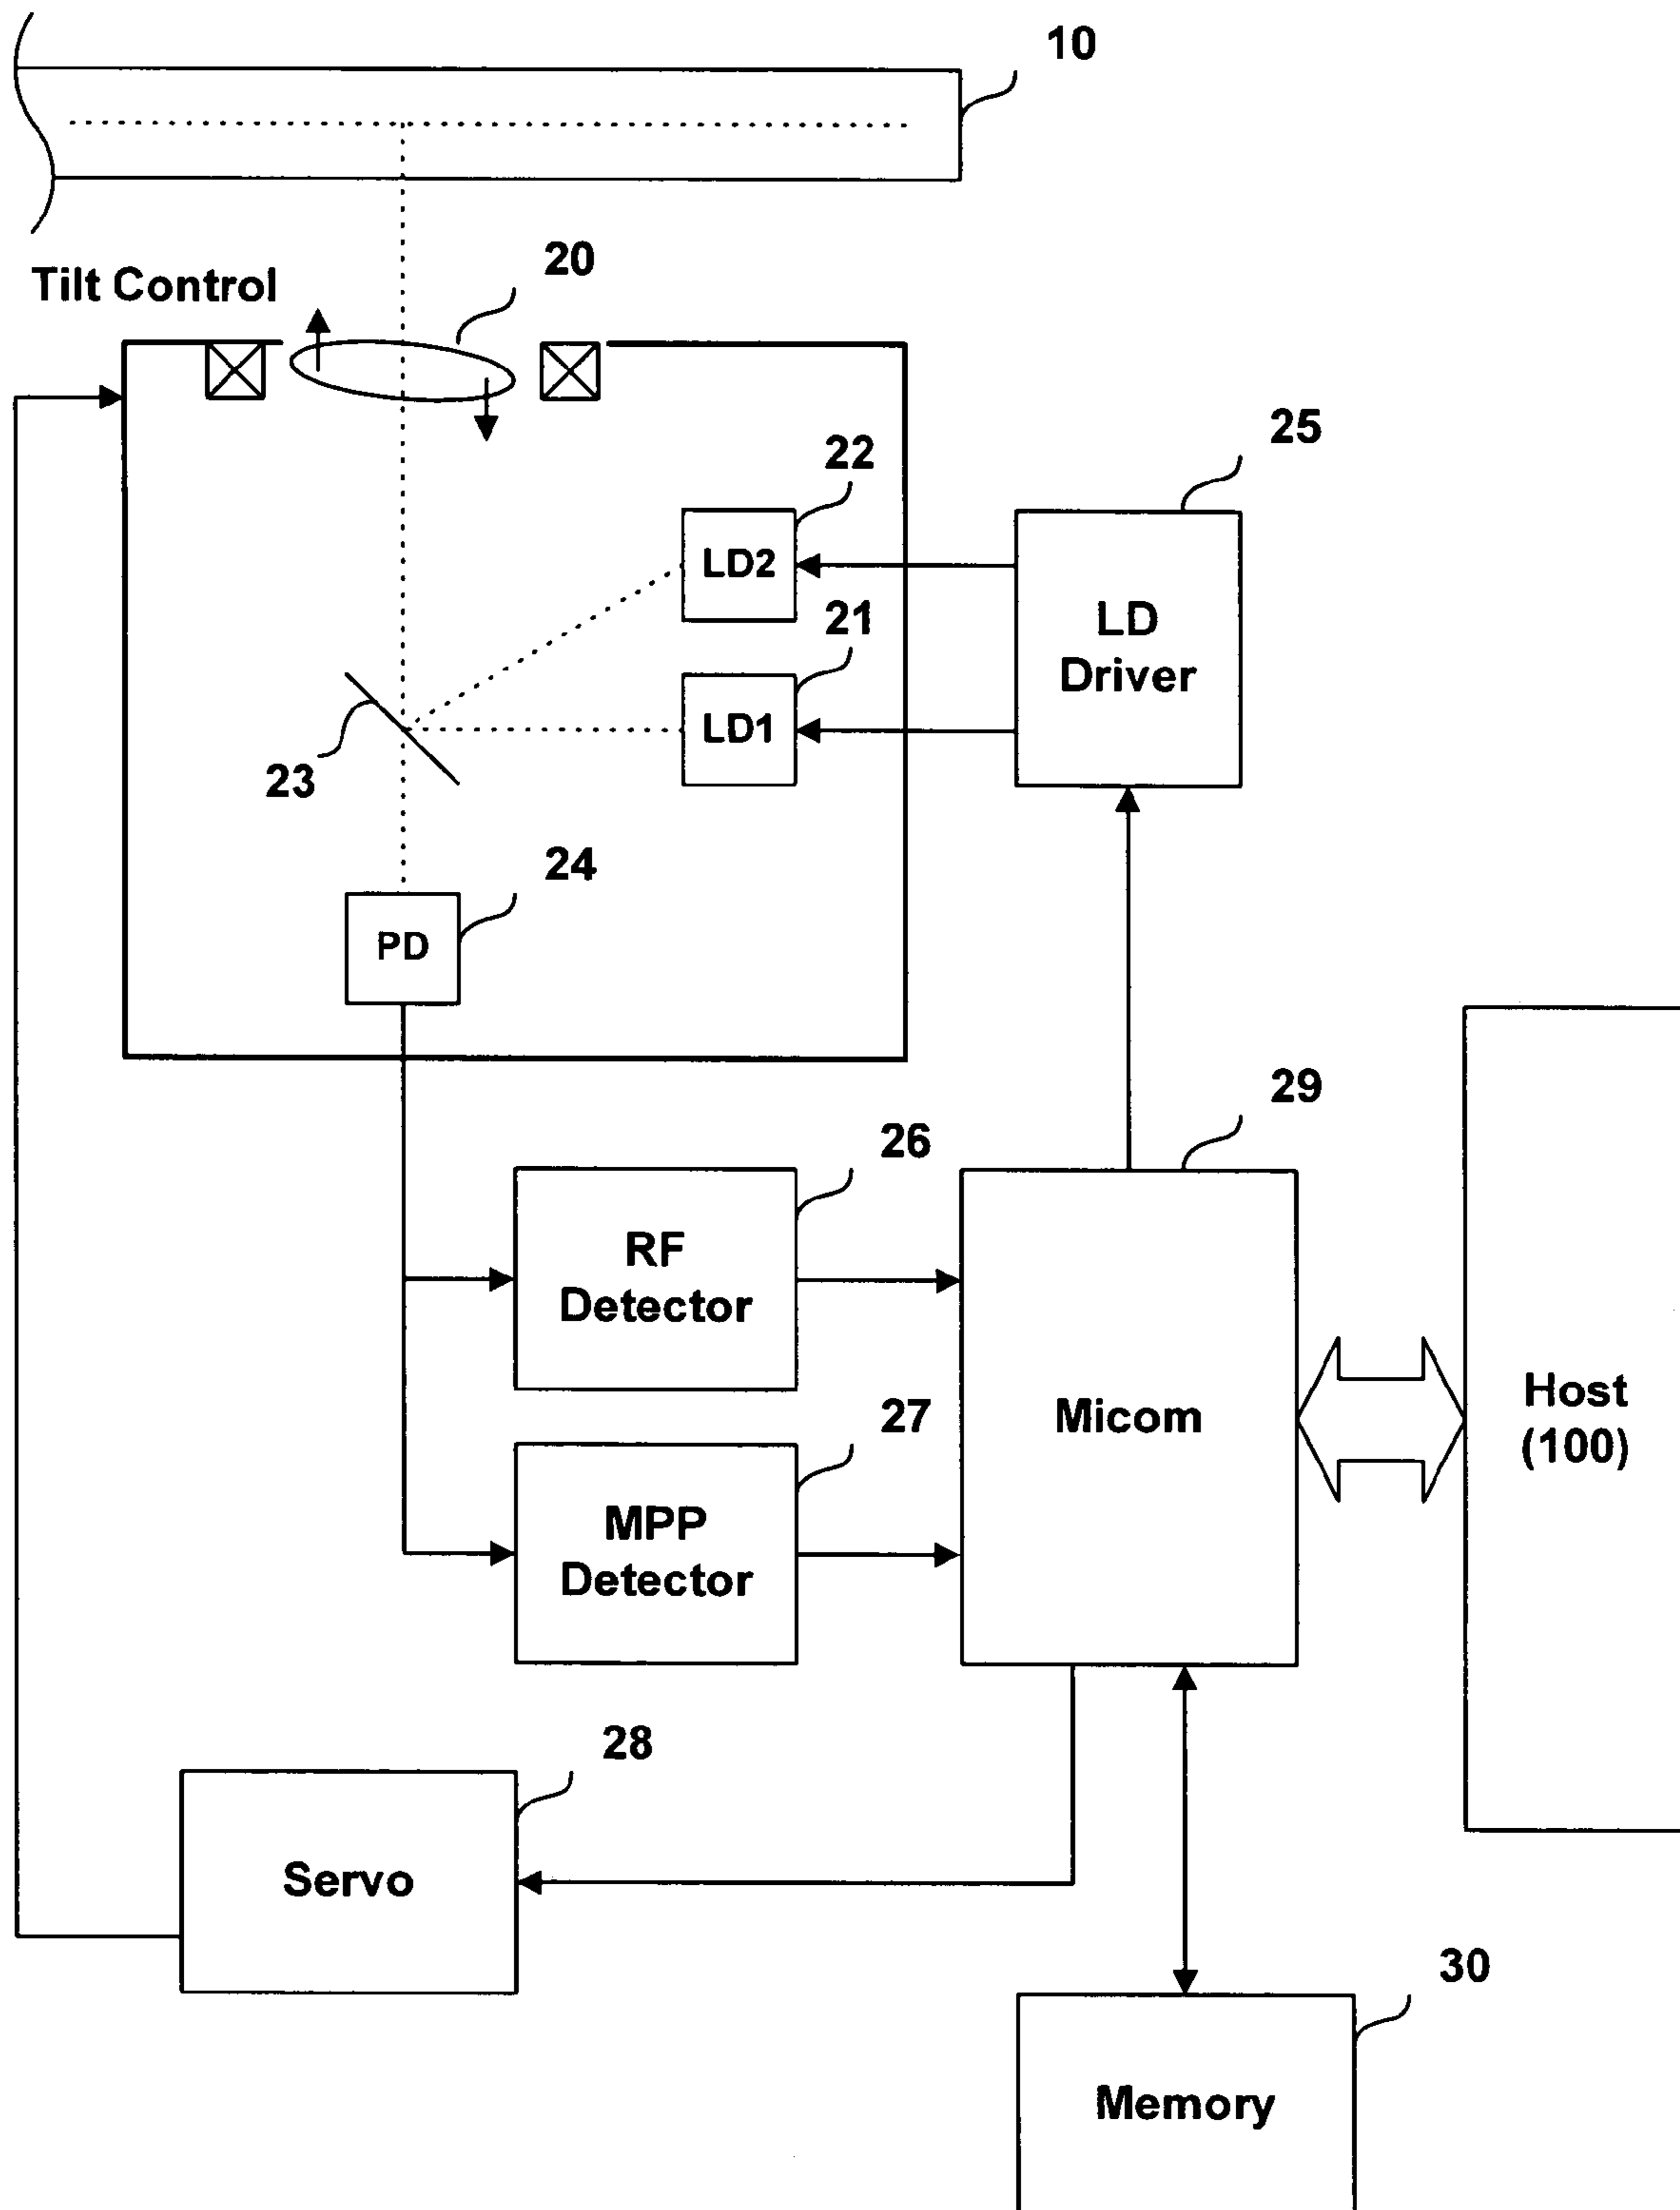 10
20
Tilt Control
25
22
LD2
21
LD
Driver
LD1
23
24
PD
29
26
RF
Detector
Micom
Host
(100)
27
MPP
Detector
28
Servo
30
Memory